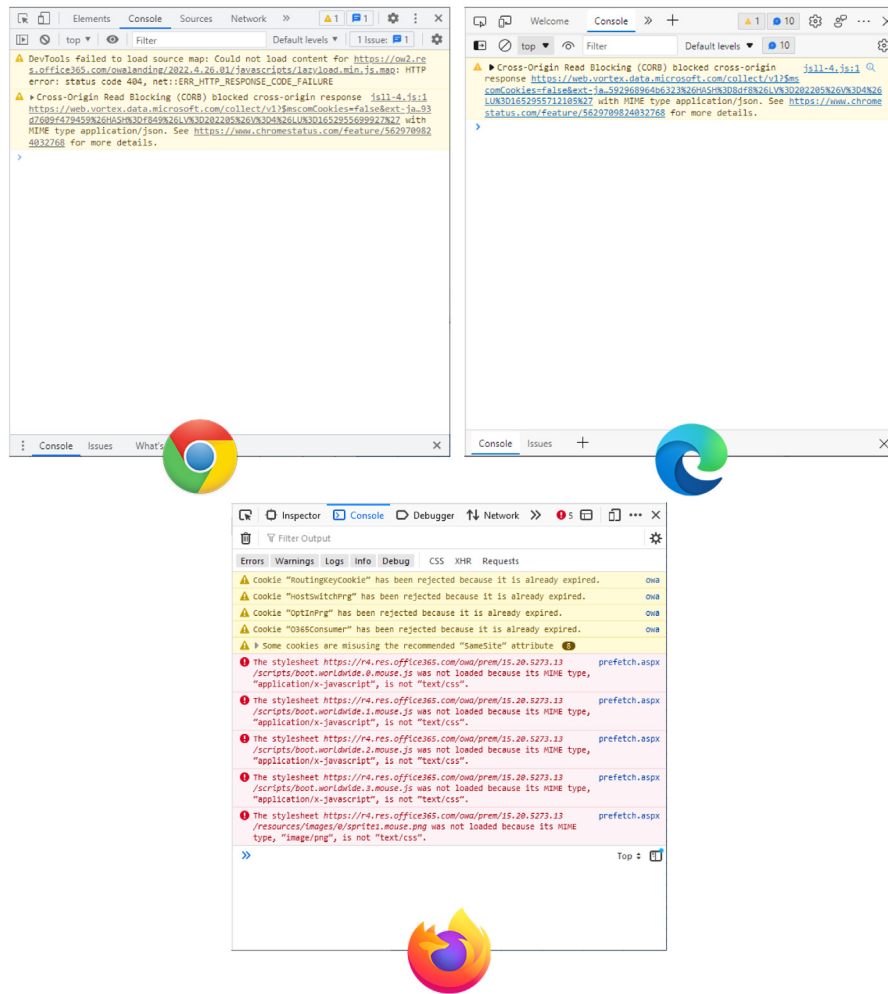 Elements Console Sources Network » 1 1
top ▼ Filter Default levels ▼ 1 Issue: 1
DevTools failed to load source map: Could not load content for https://ow2.re
s.office365.com/owalanding/2022.4.26.01/javascripts/lazyload.min.js.map: HTTP
error: status code 404, net::ERR_HTTP_RESPONSE_CODE_FAILURE
▶Cross-Origin Read Blocking (CORB) blocked cross-origin response jsll-4.js:1
https://web.vortex.data.microsoft.com/collect/v1?$mscomCookies=false&ext-ja…93
d7609f479459%26HASH%3Df849%26LV%3D202205%26V%3D4%26LU%3D1652955699927%27 with
MIME type application/json. See https://www.chromestatus.com/feature/562970982
4032768 for more details.
>
Console Issues What's
Welcome Console » + 1 10
top ▼ Filter Default levels ▼ 10
▶Cross-Origin Read Blocking (CORB) blocked cross-origin jsll-4.js:1
response https://web.vortex.data.microsoft.com/collect/v1?$ms
comCookies=false&ext-ja…592968964b6323%26HASH%3D8df8%26LV%3D202205%26V%3D4%26
LU%3D1652955712105%27 with MIME type application/json. See https://www.chrome
status.com/feature/5629709824032768 for more details.
>
Console Issues +
Inspector Console Debugger Network » 5
Filter Output
Errors Warnings Logs Info Debug CSS XHR Requests
Cookie “RoutingKeyCookie” has been rejected because it is already expired. owa
Cookie “HostSwitchPrg” has been rejected because it is already expired. owa
Cookie “OptInPrg” has been rejected because it is already expired. owa
Cookie “O365Consumer” has been rejected because it is already expired. owa
▶ Some cookies are misusing the recommended “SameSite” attribute 8
The stylesheet https://r4.res.office365.com/owa/prem/15.20.5273.13 prefetch.aspx
/scripts/boot.worldwide.0.mouse.js was not loaded because its MIME type,
“application/x-javascript”, is not “text/css”.
The stylesheet https://r4.res.office365.com/owa/prem/15.20.5273.13 prefetch.aspx
/scripts/boot.worldwide.1.mouse.js was not loaded because its MIME type,
“application/x-javascript”, is not “text/css”.
The stylesheet https://r4.res.office365.com/owa/prem/15.20.5273.13 prefetch.aspx
/scripts/boot.worldwide.2.mouse.js was not loaded because its MIME type,
“application/x-javascript”, is not “text/css”.
The stylesheet https://r4.res.office365.com/owa/prem/15.20.5273.13 prefetch.aspx
/scripts/boot.worldwide.3.mouse.js was not loaded because its MIME type,
“application/x-javascript”, is not “text/css”.
The stylesheet https://r4.res.office365.com/owa/prem/15.20.5273.13 prefetch.aspx
/resources/images/0/sprite1.mouse.png was not loaded because its MIME
type, “image/png”, is not “text/css”.
» Top